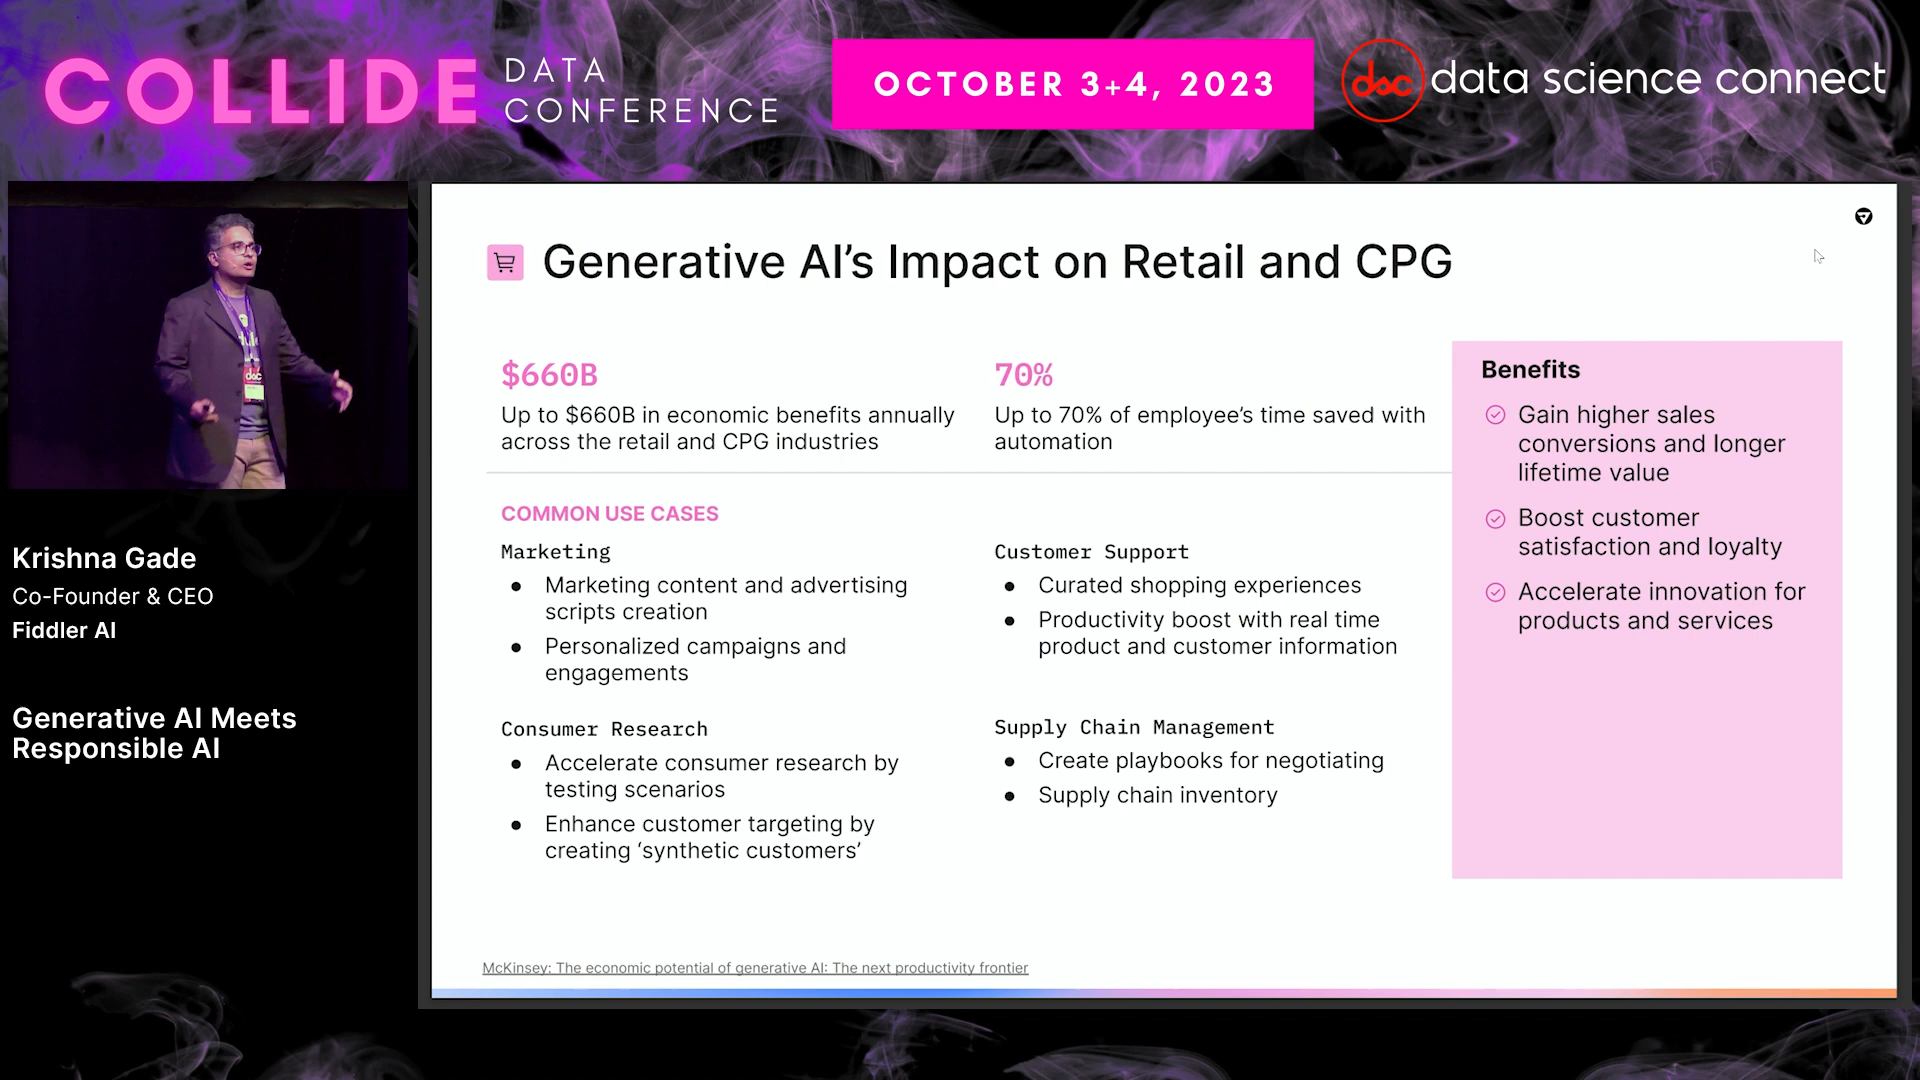 COLLIDE
DATA
CONFERENCE
OCTOBER 3+4, 2023
dsc
data science connect
dsc
Krishna Gade
Co-Founder & CEO
Fiddler AI
Generative AI Meets
Responsible AI
Generative AI’s Impact on Retail and CPG
$660B
Up to $660B in economic benefits annually
across the retail and CPG industries
70%
Up to 70% of employee’s time saved with
automation
COMMON USE CASES
Marketing
● Marketing content and advertising
scripts creation
● Personalized campaigns and
engagements
Customer Support
● Curated shopping experiences
● Productivity boost with real time
product and customer information
Consumer Research
● Accelerate consumer research by
testing scenarios
● Enhance customer targeting by
creating ‘synthetic customers’
Supply Chain Management
● Create playbooks for negotiating
● Supply chain inventory
Benefits
Gain higher sales
conversions and longer
lifetime value
Boost customer
satisfaction and loyalty
Accelerate innovation for
products and services
McKinsey: The economic potential of generative AI: The next productivity frontier